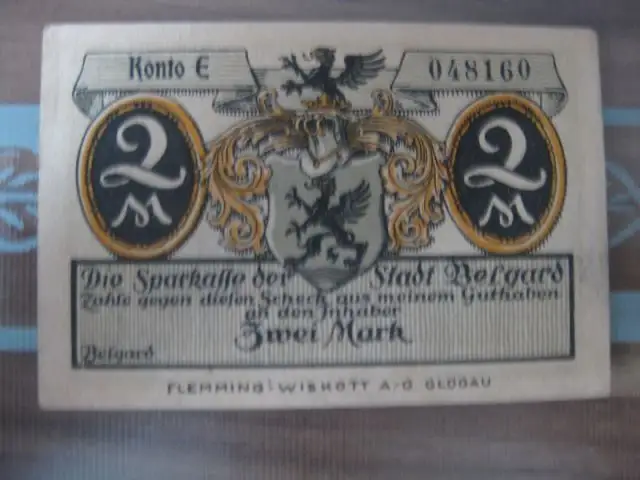 Konto E
048160
2
M
2
M
Die Sparkasse der Stadt Belgard
Zahle gegen diesen Scheck aus meinem Guthaben
an den Inhaber
Zwei Mark
Belgard
FLEMMING-WISKOTT A-G GLOGAU